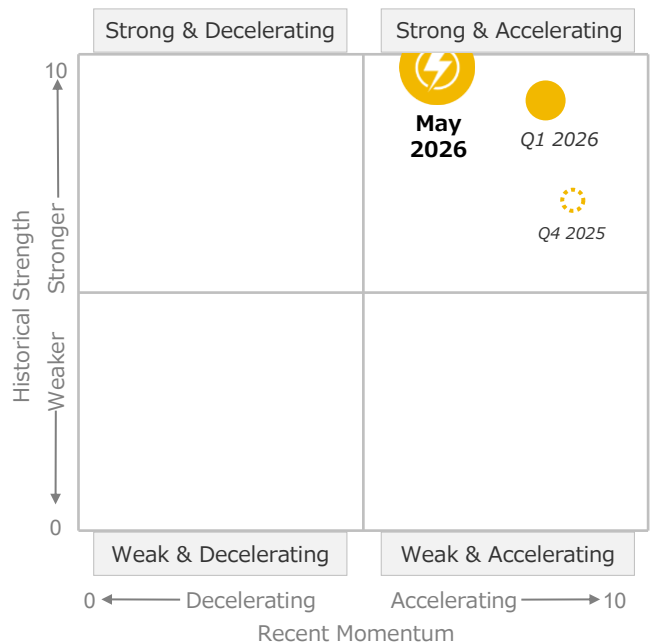 Strong & Decelerating
Strong & Accelerating
10
May
2026
Q1 2026
Q4 2025
Historical Strength
Stronger
Weaker
0
Weak & Decelerating
Weak & Accelerating
0
Decelerating
Accelerating
10
Recent Momentum